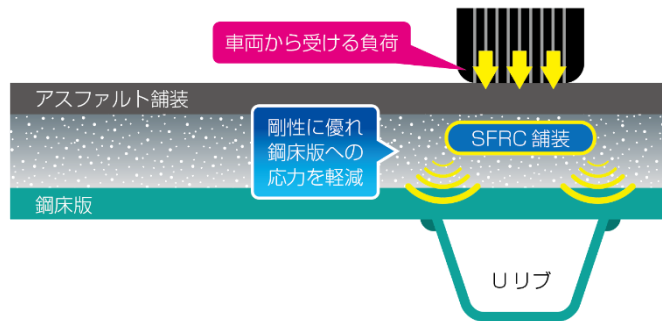 車両から受ける負荷
アスファルト舗装
剛性に優れ
鋼床版への
応力を軽減
SFRC 舗装
鋼床版
U リブ